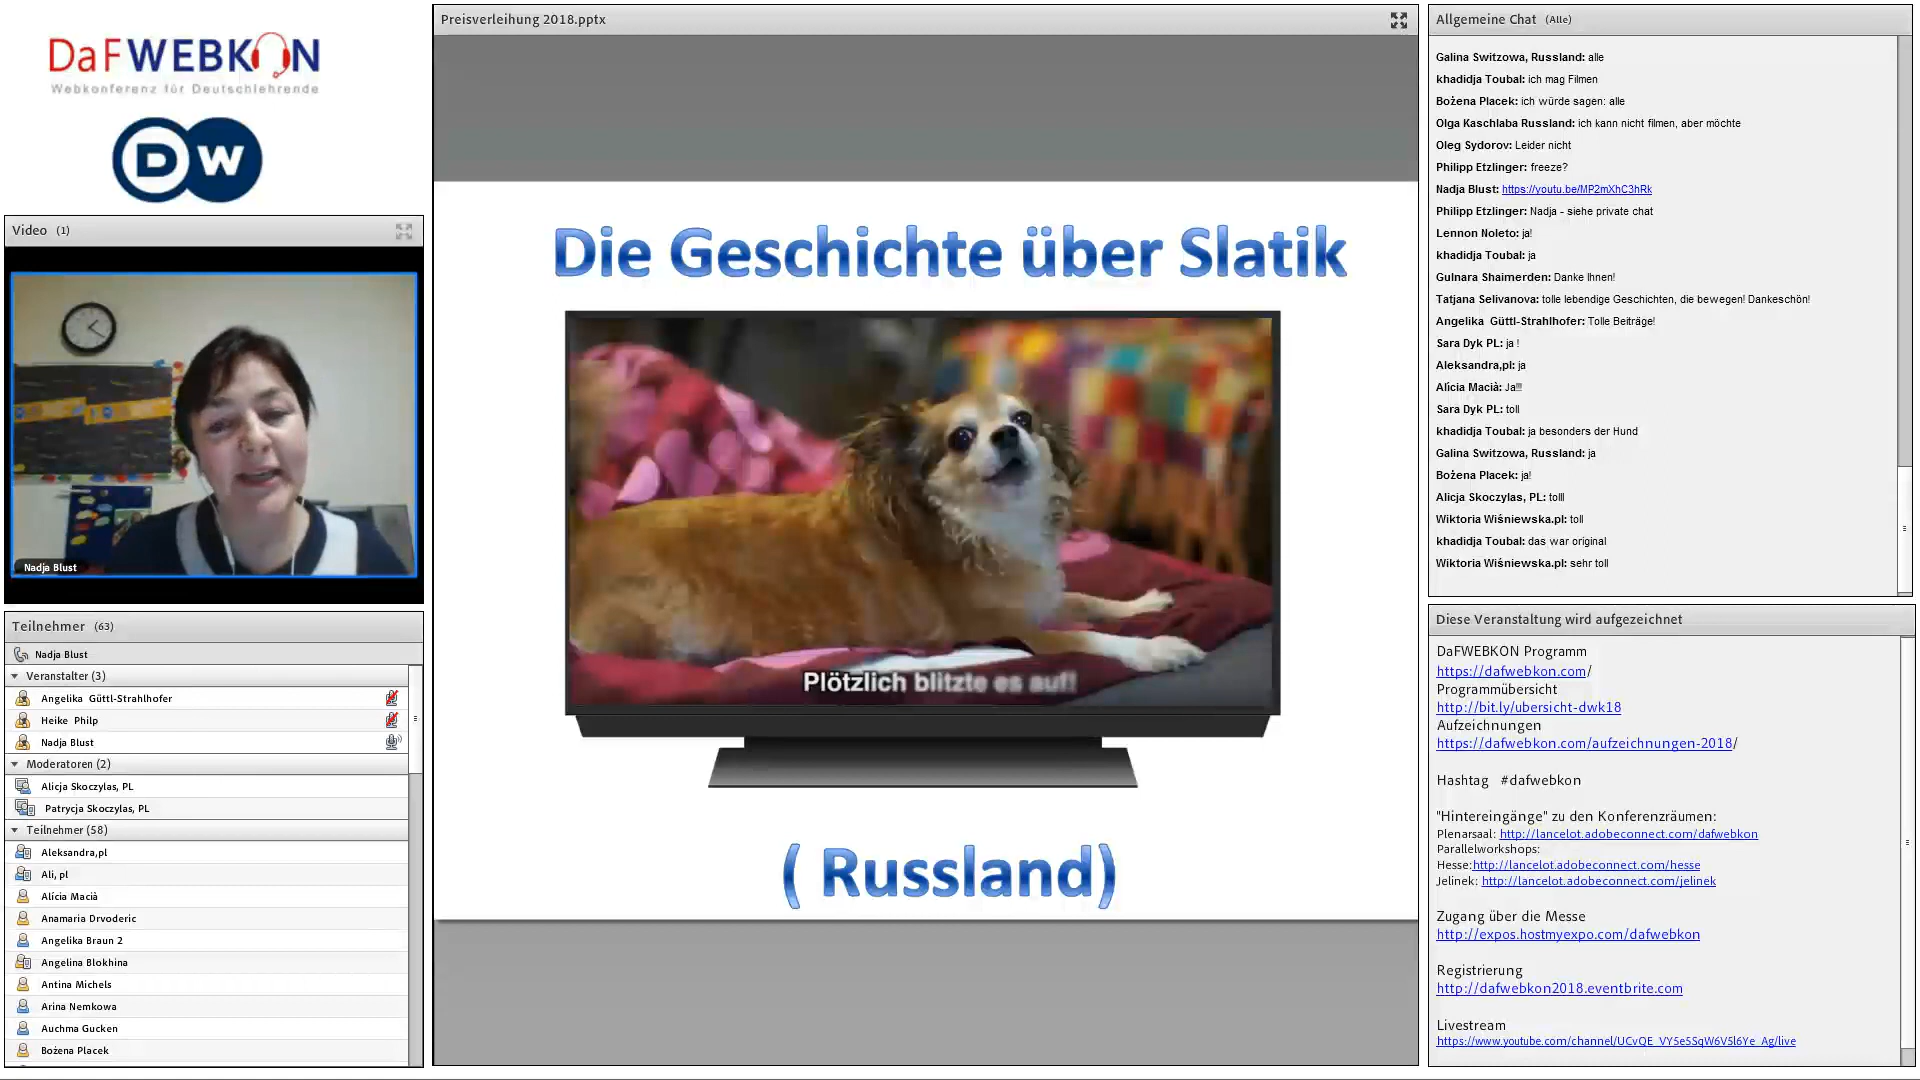 DaFWEBKON
Webkonferenz für Deutschlehrende
DW
Video (1)
Nadja Blust
Teilnehmer (63)
Nadja Blust
Veranstalter (3)
Angelika Güttl-Strahlhofer
Heike Philp
Nadja Blust
Moderatoren (2)
Alicja Skoczylas, PL
Patrycja Skoczylas, PL
Teilnehmer (58)
Aleksandra,pl
Ali, pl
Alícia Macià
Anamaria Drvoderic
Angelika Braun 2
Angelina Blokhina
Antina Michels
Arina Nemkowa
Auchma Gucken
Bożena Placek
Preisverleihung 2018.pptx
Die Geschichte über Slatik
Plötzlich blitzte es auf!
( Russland)
Allgemeine Chat (Alle)
Galina Switzowa, Russland: alle
khadidja Toubal: ich mag Filmen
Bożena Placek: ich würde sagen: alle
Olga Kaschlaba Russland: ich kann nicht filmen, aber möchte
Oleg Sydorov: Leider nicht
Philipp Etzlinger: freeze?
Nadja Blust: https://youtu.be/MP2mXhC3hRk
Philipp Etzlinger: Nadja - siehe private chat
Lennon Noleto: ja!
khadidja Toubal: ja
Gulnara Shaimerden: Danke Ihnen!
Tatjana Selivanova: tolle lebendige Geschichten, die bewegen! Dankeschön!
Angelika Güttl-Strahlhofer: Tolle Beiträge!
Sara Dyk PL: ja !
Aleksandra,pl: ja
Alícia Macià: Ja!!!
Sara Dyk PL: toll
khadidja Toubal: ja besonders der Hund
Galina Switzowa, Russland: ja
Bożena Placek: ja!
Alicja Skoczylas, PL: tolll
Wiktoria Wiśniewska.pl: toll
khadidja Toubal: das war original
Wiktoria Wiśniewska.pl: sehr toll
Diese Veranstaltung wird aufgezeichnet
DaFWEBKON Programm
https://dafwebkon.com/
Programmübersicht
http://bit.ly/ubersicht-dwk18
Aufzeichnungen
https://dafwebkon.com/aufzeichnungen-2018/
Hashtag #dafwebkon
"Hintereingänge" zu den Konferenzräumen:
Plenarsaal: http://lancelot.adobeconnect.com/dafwebkon
Parallelworkshops:
Hesse:http://lancelot.adobeconnect.com/hesse
Jelinek: http://lancelot.adobeconnect.com/jelinek
Zugang über die Messe
http://expos.hostmyexpo.com/dafwebkon
Registrierung
http://dafwebkon2018.eventbrite.com
Livestream
https://www.youtube.com/channel/UCvQE_VY5e5SqW6V5l6Ye_Ag/live